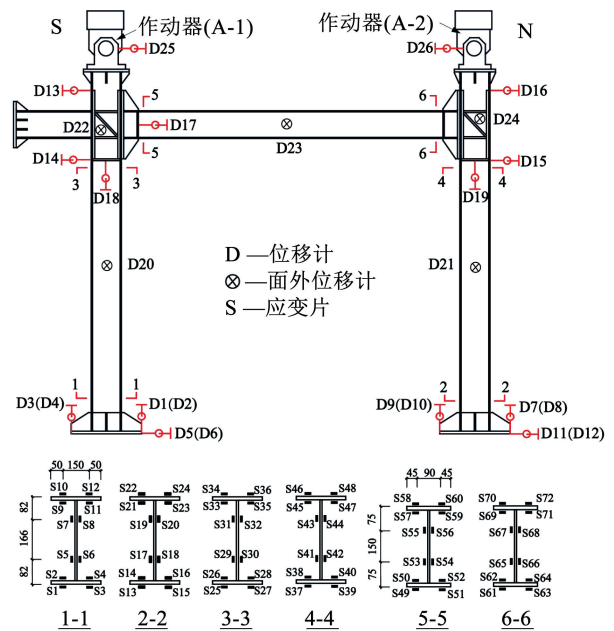 S
作动器(A-1)
作动器(A-2)
N
D25
D26
D13
5
6
D16
D22
D17
D24
D23
D14
5
6
D15
3
3
4
4
D18
D19
D20
D21
D —位移计
—面外位移计
S —应变片
1
1
2
2
D3(D4)
D1(D2)
D9(D10)
D7(D8)
D5(D6)
D11(D12)
50 150 50
45 90 45
S10 S12
S22 S24
S34 S36
S46 S48
S58 S60
S70 S72
82
S9 S11
S21 S23
S33 S35
S45 S47
75
S57 S59
S69 S71
S7 S8
S19 S20
S31 S32
S43 S44
S55 S56
S67 S68
166
150
S5 S6
S17 S18
S29 S30
S41 S42
S53 S54
S65 S66
82
S2 S4
S14 S16
S26 S28
S38 S40
75
S50 S52
S62 S64
S1 S3
S13 S15
S25 S27
S37 S39
S49 S51
S61 S63
1-1 2-2 3-3 4-4 5-5 6-6